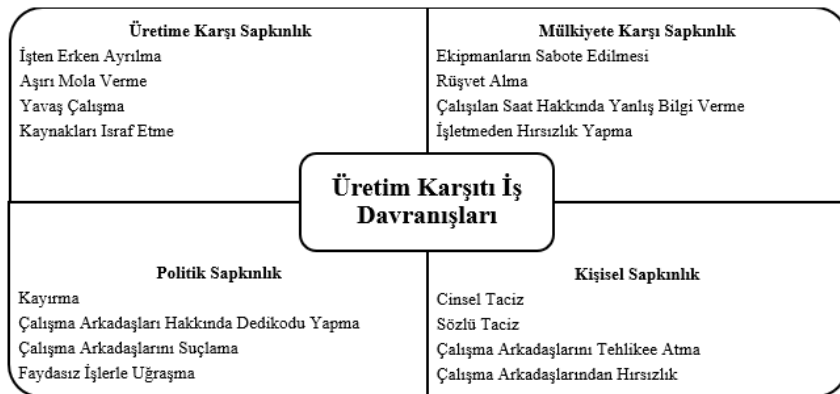 Üretime Karşı Sapkınlık
İşten Erken Ayrılma
Aşırı Mola Verme
Yavaş Çalışma
Kaynakları Israf Etme
Mülkiyete Karşı Sapkınlık
Ekipmanların Sabote Edilmesi
Rüşvet Alma
Çalışılan Saat Hakkında Yanlış Bilgi Verme
İşletmeden Hırsızlık Yapma
Üretim Karşıtı İş
Davranışları
Politik Sapkınlık
Kayırma
Çalışma Arkadaşları Hakkında Dedikodu Yapma
Çalışma Arkadaşlarını Suçlama
Faydasız İşlerle Uğraşma
Kişisel Sapkınlık
Cinsel Taciz
Sözlü Taciz
Çalışma Arkadaşlarını Tehlikee Atma
Çalışma Arkadaşlarından Hırsızlık